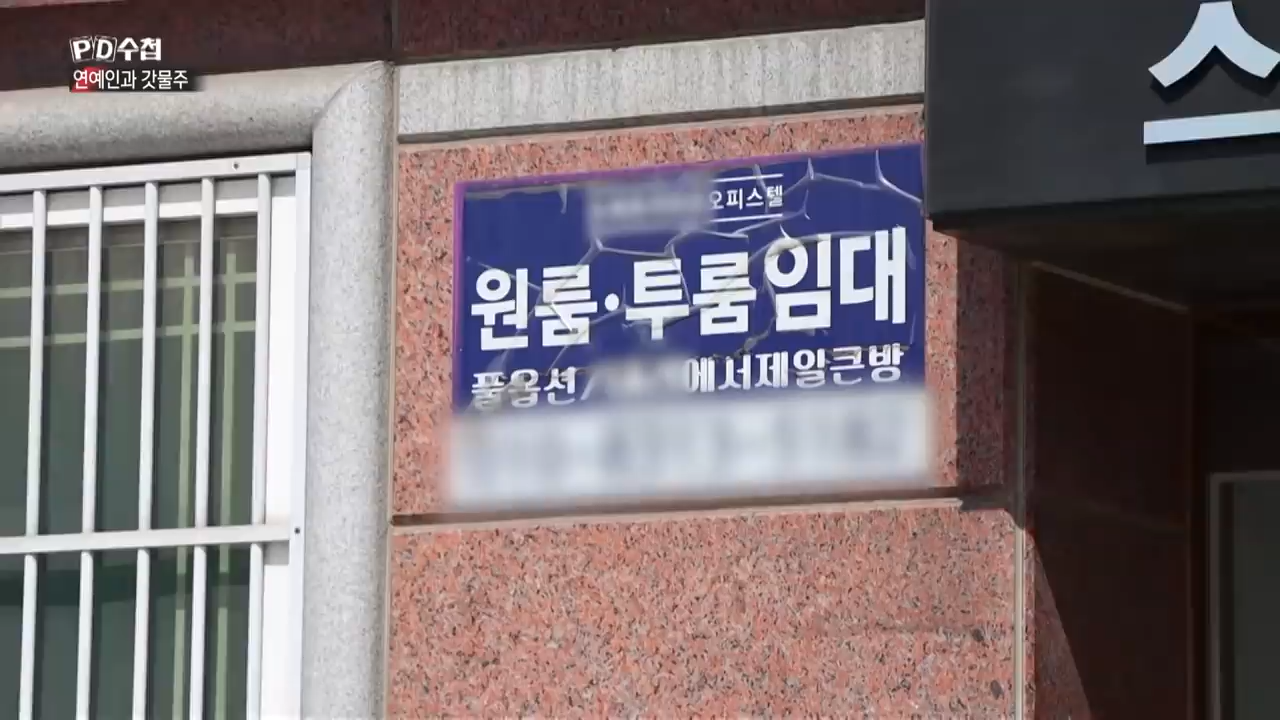 PD수첩
연예인과 갓물주
스
오피스텔
원룸·투룸 임대
풀옵션/ 에서제일큰방